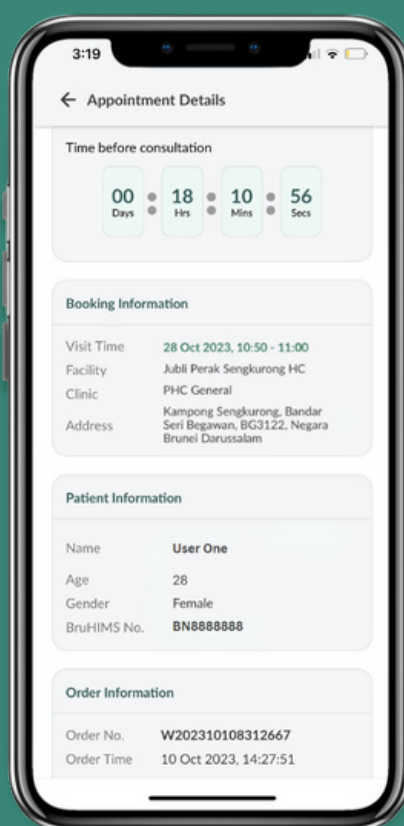 3:19
← Appointment Details
Time before consultation
00 : 18 : 10 : 56
Days Hrs Mins Secs
Booking Information
Visit Time 28 Oct 2023, 10:50 - 11:00
Facility Jubli Perak Sengkurong HC
Clinic PHC General
Address Kampong Sengkurong, Bandar
Seri Begawan, BG3122, Negara
Brunei Darussalam
Patient Information
Name User One
Age 28
Gender Female
BruHIMS No. BN8888888
Order Information
Order No. W202310108312667
Order Time 10 Oct 2023, 14:27:51